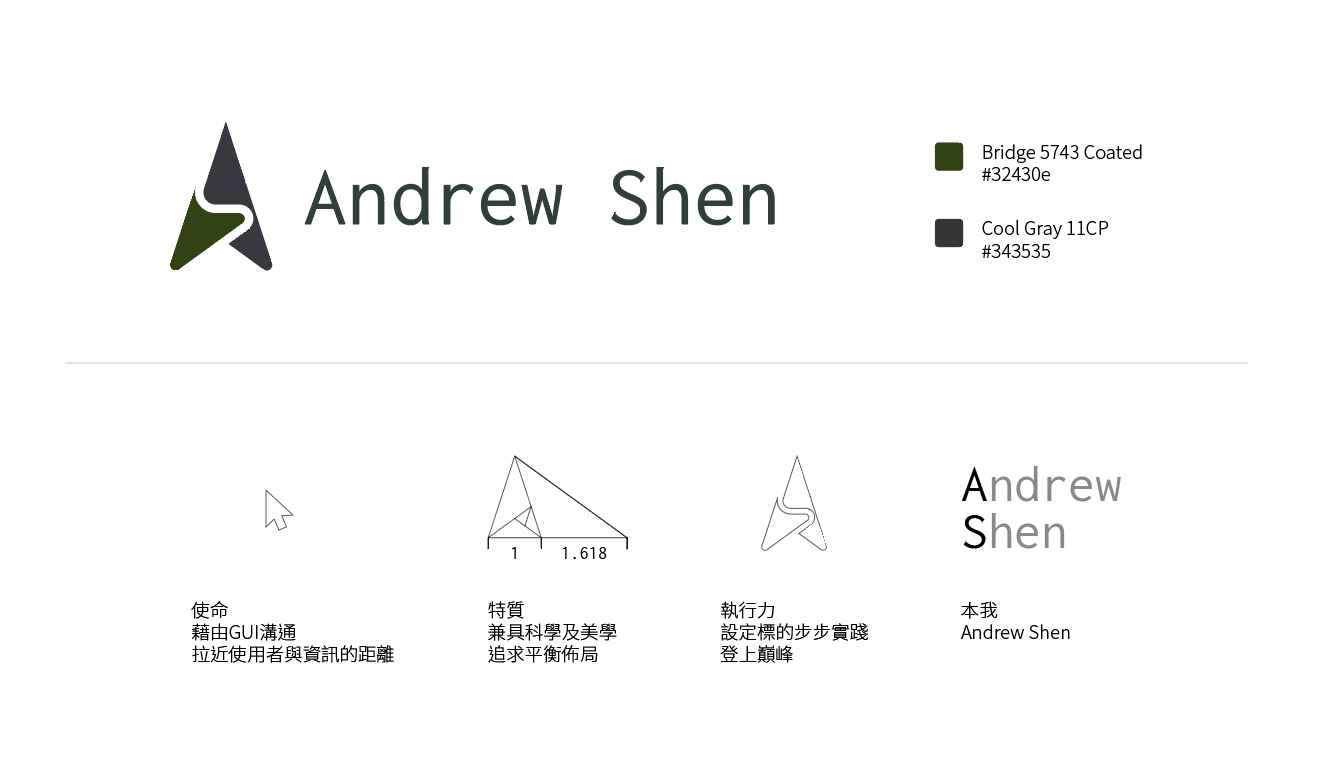 Andrew Shen
Bridge 5743 Coated
#32430e
Cool Gray 11CP
#343535
1
1.618
Andrew
Shen
使命
藉由GUI溝通
拉近使用者與資訊的距離
特質
兼具科學及美學
追求平衡佈局
執行力
設定標的步步實踐
登上巔峰
本我
Andrew Shen